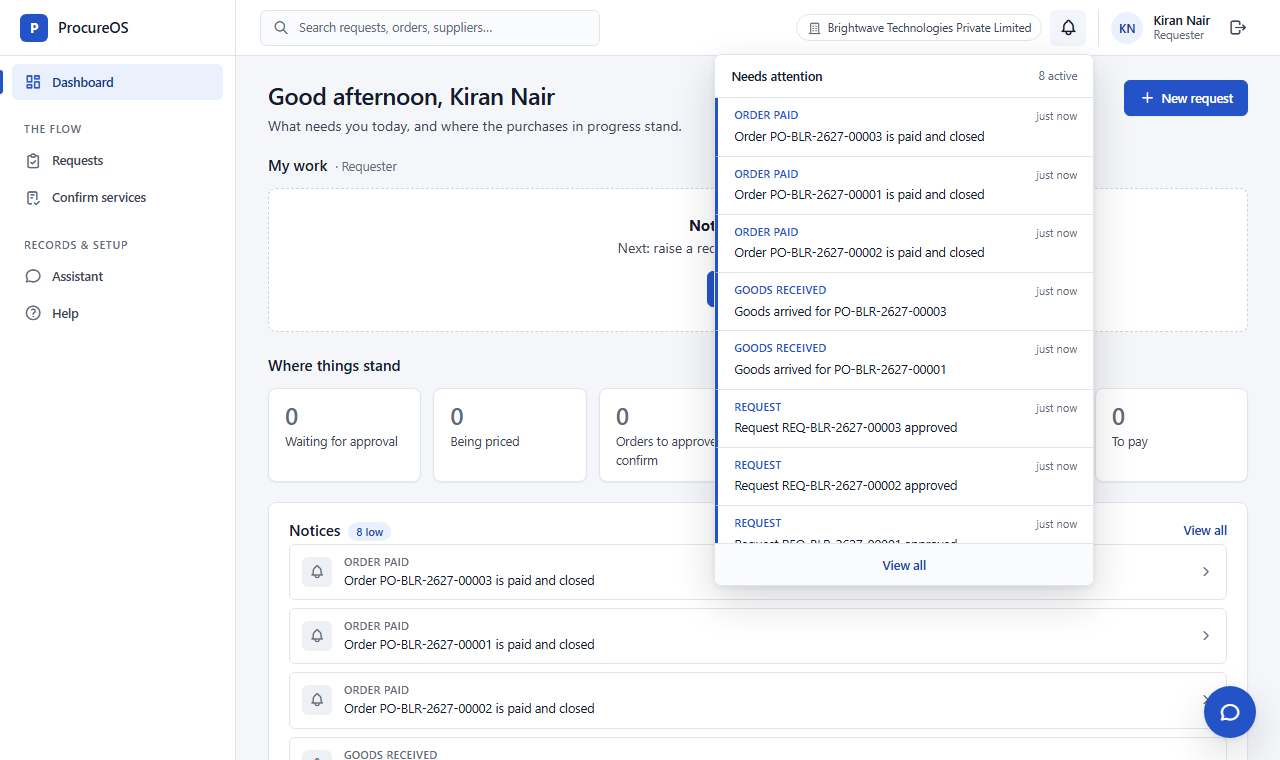 P ProcureOS
Search requests, orders, suppliers...
Brightwave Technologies Private Limited
KN
Kiran Nair
Requester
Dashboard
THE FLOW
Requests
Confirm services
RECORDS & SETUP
Assistant
Help
Good afternoon, Kiran Nair
What needs you today, and where the purchases in progress stand.
New request
My work · Requester
Next: raise a
Where things stand
0
Waiting for approval
0
Being priced
0
Orders to approve
confirm
0
To pay
Notices 8 low
View all
ORDER PAID
Order PO-BLR-2627-00003 is paid and closed
ORDER PAID
Order PO-BLR-2627-00001 is paid and closed
ORDER PAID
Order PO-BLR-2627-00002 is paid and closed
GOODS RECEIVED
Needs attention
8 active
ORDER PAID
just now
Order PO-BLR-2627-00003 is paid and closed
ORDER PAID
just now
Order PO-BLR-2627-00001 is paid and closed
ORDER PAID
just now
Order PO-BLR-2627-00002 is paid and closed
GOODS RECEIVED
just now
Goods arrived for PO-BLR-2627-00003
GOODS RECEIVED
just now
Goods arrived for PO-BLR-2627-00001
REQUEST
just now
Request REQ-BLR-2627-00003 approved
REQUEST
just now
Request REQ-BLR-2627-00002 approved
REQUEST
just now
Request REQ-BLR-2627-00001 approved
View all